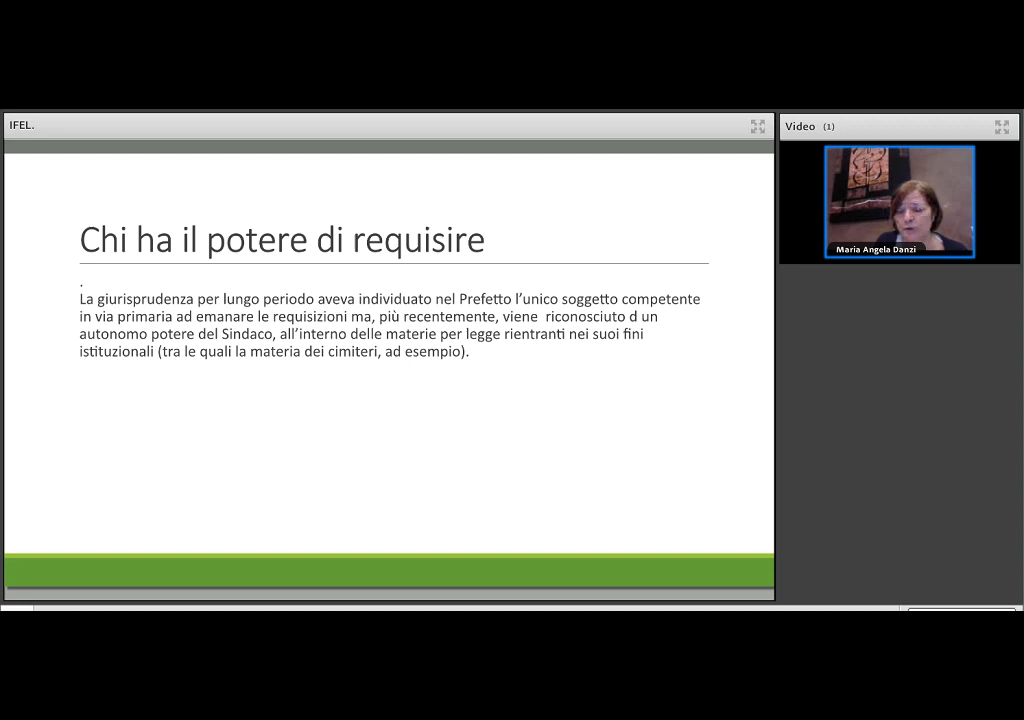 IFEL.
Video (1)
Maria Angela Danzi
Chi ha il potere di requisire
.
La giurisprudenza per lungo periodo aveva individuato nel Prefetto l’unico soggetto competente
in via primaria ad emanare le requisizioni ma, più recentemente, viene  riconosciuto d un
autonomo potere del Sindaco, all’interno delle materie per legge rientranti nei suoi fini
istituzionali (tra le quali la materia dei cimiteri, ad esempio).